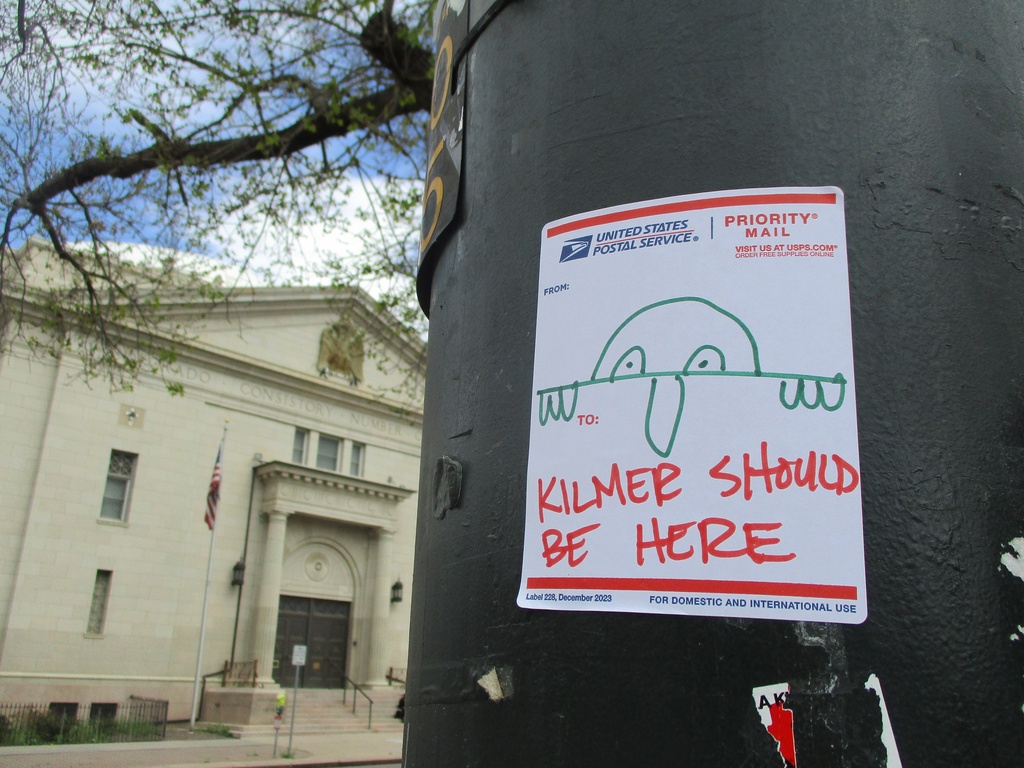 UNITED STATES
POSTAL SERVICE®
PRIORITY®
MAIL
VISIT US AT USPS.COM®
ORDER FREE SUPPLIES ONLINE
FROM:
TO:
KILMER SHOULD
BE HERE
Label 228, December 2023
FOR DOMESTIC AND INTERNATIONAL USE
CONSISTORY NUMBER